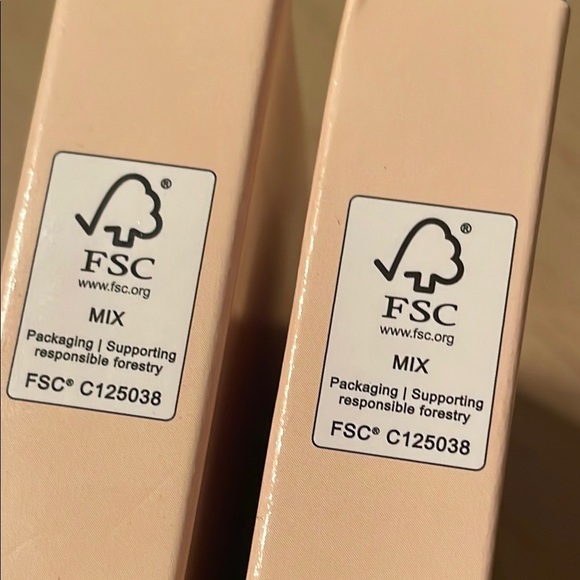 ®
FSC
www.fsc.org
MIX
Packaging | Supporting
responsible forestry
FSC® C125038
®
FSC
www.fsc.org
MIX
Packaging | Supporting
responsible forestry
FSC® C125038